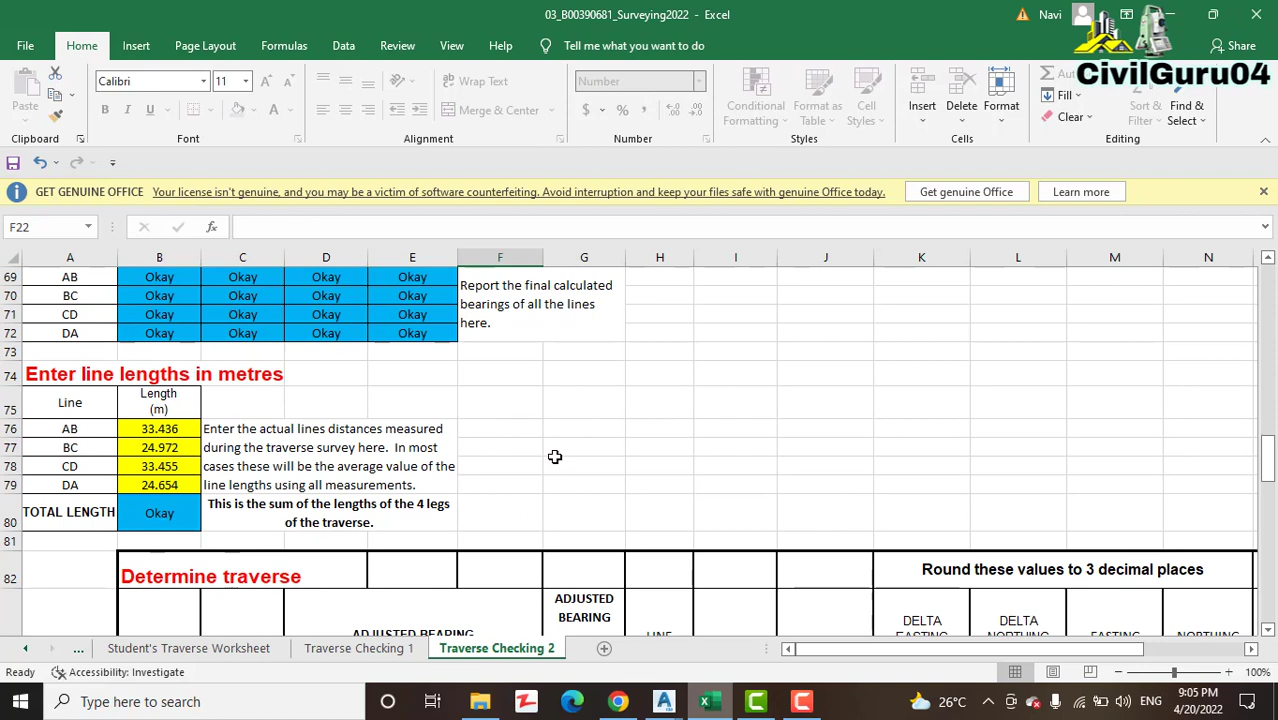 03_B00390681_Surveying2022 - Excel
Navi
CivilGuru04
File Home Insert Page Layout Formulas Data Review View Help Tell me what you want to do Share
Paste
Calibri 11
Wrap Text
Number
B I U
Merge & Center
Conditional Formatting
Format as Table
Cell Styles
Insert Delete Format
Fill
Clear
Sort & Filter
Find & Select
Clipboard Font Alignment Number Styles Cells Editing
GET GENUINE OFFICE Your license isn't genuine, and you may be a victim of software counterfeiting. Avoid interruption and keep your files safe with genuine Office today. Get genuine Office Learn more
F22 fx
A B C D E F G H I J K L M N
69 AB Okay Okay Okay Okay
70 BC Okay Okay Okay Okay
71 CD Okay Okay Okay Okay
72 DA Okay Okay Okay Okay
Report the final calculated
bearings of all the lines
here.
73
74 Enter line lengths in metres
75 Line Length
(m)
76 AB 33.436 Enter the actual lines distances measured
77 BC 24.972 during the traverse survey here. In most
78 CD 33.455 cases these will be the average value of the
79 DA 24.654 line lengths using all measurements.
80 TOTAL LENGTH Okay This is the sum of the lengths of the 4 legs
of the traverse.
81
82 Determine traverse Round these values to 3 decimal places
ADJUSTED
BEARING
ADJUSTED BEARING LINE
DELTA
EASTING
DELTA
NORTHING
EASTING NORTHING
... Student's Traverse Worksheet Traverse Checking 1 Traverse Checking 2
Ready Accessibility: Investigate 100%
Type here to search
26°C ENG
9:05 PM
4/20/2022